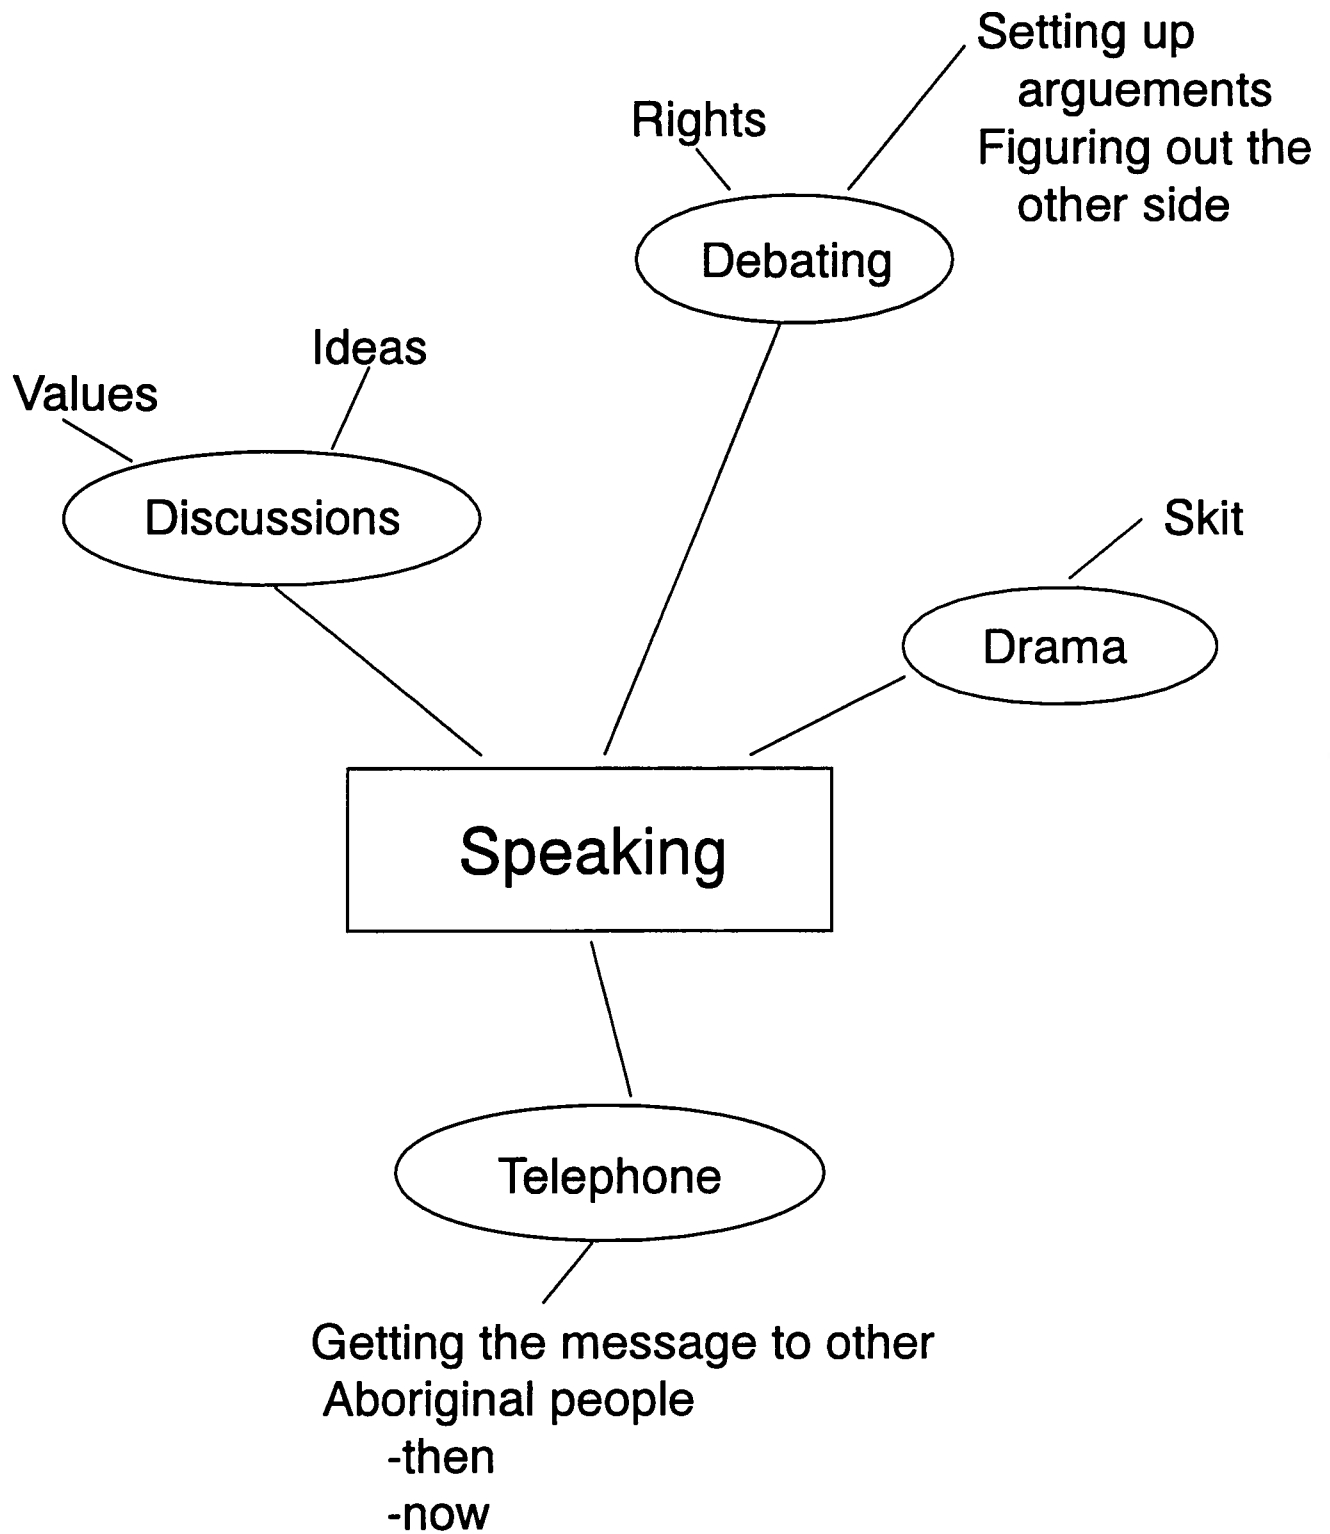 Setting up
arguements
Figuring out the
other side
Rights
Debating
Ideas
Values
Discussions
Skit
Drama
Speaking
Telephone
Getting the message to other
Aboriginal people
-then
-now